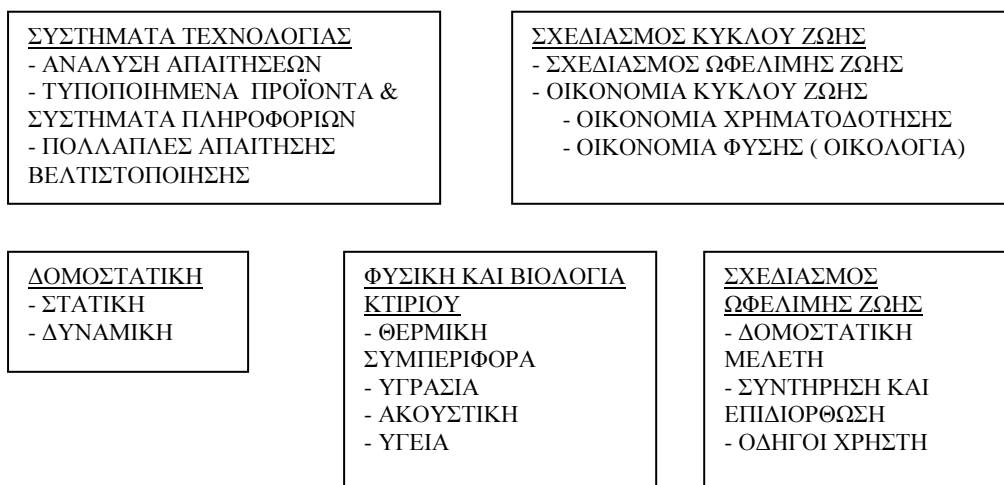 ΣΥΣΤΗΜΑΤΑ ΤΕΧΝΟΛΟΓΙΑΣ
- ΑΝΑΛΥΣΗ ΑΠΑΙΤΗΣΕΩΝ
- ΤΥΠΟΠΟΙΗΜΕΝΑ ΠΡΟΪΟΝΤΑ &
ΣΥΣΤΗΜΑΤΑ ΠΛΗΡΟΦΟΡΙΩΝ
- ΠΟΛΛΑΠΛΕΣ ΑΠΑΙΤΗΣΗΣ
ΒΕΛΤΙΣΤΟΠΟΙΗΣΗΣ
ΣΧΕΔΙΑΣΜΟΣ ΚΥΚΛΟΥ ΖΩΗΣ
- ΣΧΕΔΙΑΣΜΟΣ ΩΦΕΛΙΜΗΣ ΖΩΗΣ
- ΟΙΚΟΝΟΜΙΑ ΚΥΚΛΟΥ ΖΩΗΣ
- ΟΙΚΟΝΟΜΙΑ ΧΡΗΜΑΤΟΔΟΤΗΣΗΣ
- ΟΙΚΟΝΟΜΙΑ ΦΥΣΗΣ ( ΟΙΚΟΛΟΓΙΑ)
ΔΟΜΟΣΤΑΤΙΚΗ
- ΣΤΑΤΙΚΗ
- ΔΥΝΑΜΙΚΗ
ΦΥΣΙΚΗ ΚΑΙ ΒΙΟΛΟΓΙΑ
ΚΤΙΡΙΟΥ
- ΘΕΡΜΙΚΗ
ΣΥΜΠΕΡΙΦΟΡΑ
- ΥΓΡΑΣΙΑ
- ΑΚΟΥΣΤΙΚΗ
- ΥΓΕΙΑ
ΣΧΕΔΙΑΣΜΟΣ
ΩΦΕΛΙΜΗΣ ΖΩΗΣ
- ΔΟΜΟΣΤΑΤΙΚΗ
ΜΕΛΕΤΗ
- ΣΥΝΤΗΡΗΣΗ ΚΑΙ
ΕΠΙΔΙΟΡΘΩΣΗ
- ΟΔΗΓΟΙ ΧΡΗΣΤΗ